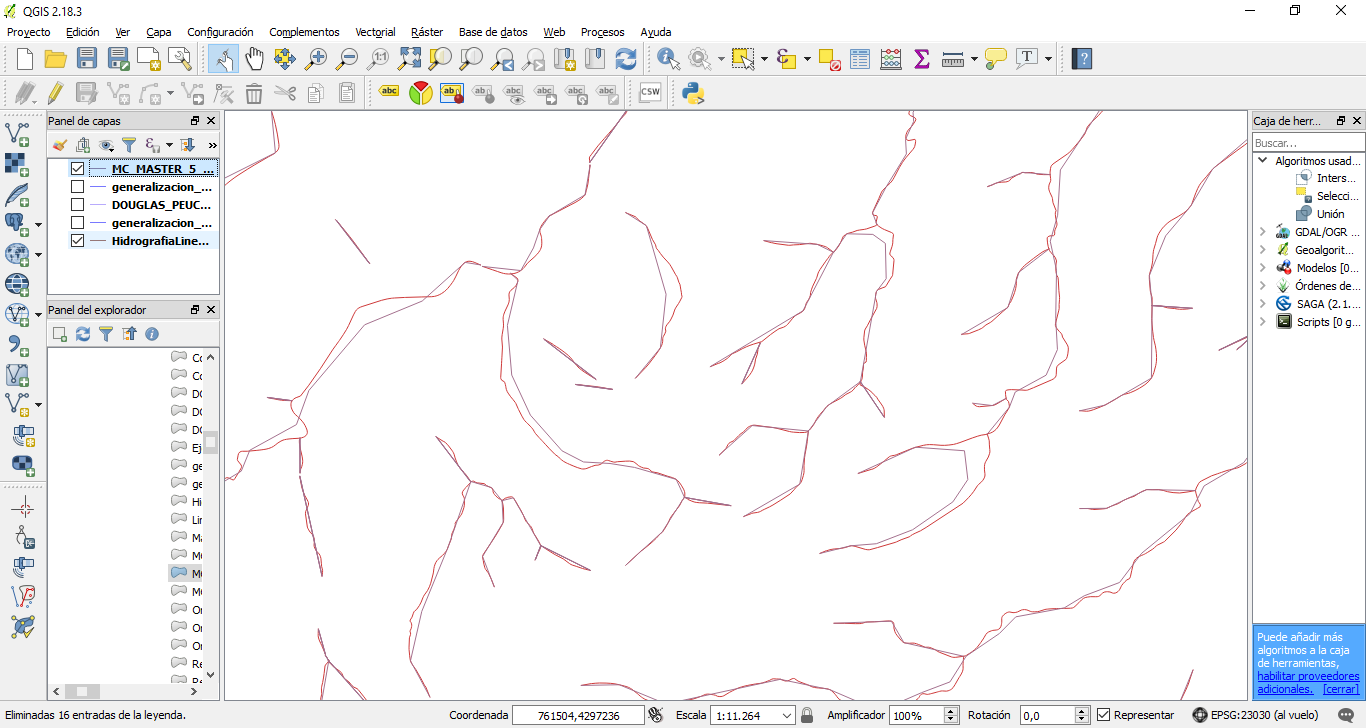 QGIS 2.18.3
Proyecto Edición Ver Capa Configuración Complementos Vectorial Ráster Base de datos Web Procesos Ayuda
abc abc abc abc abc abc abc abc CSW
Panel de capas
MC_MASTER_5_...
generalizacion_...
DOUGLAS_PEUC...
generalizacion_...
HidrografiaLine...
Panel del explorador
Co
Co
DO
DO
DO
Ej
ge
ge
Hi
Lin
Ma
Or
Or
Or
Re
Caja de herr...
Buscar...
Algoritmos usad...
Inters...
Selecci...
Unión
GDAL/OGR ...
Geoalgorit...
Modelos [0...
Órdenes de...
SAGA (2.1....
Scripts [0 g...
Puede añadir más
algoritmos a la caja
de herramientas,
habilitar proveedores
adicionales. [cerrar]
Eliminadas 16 entradas de la leyenda.
Coordenada 761504,4297236 Escala 1:11.264 Amplificador 100% Rotación 0,0 Representar EPSG:23030 (al vuelo)